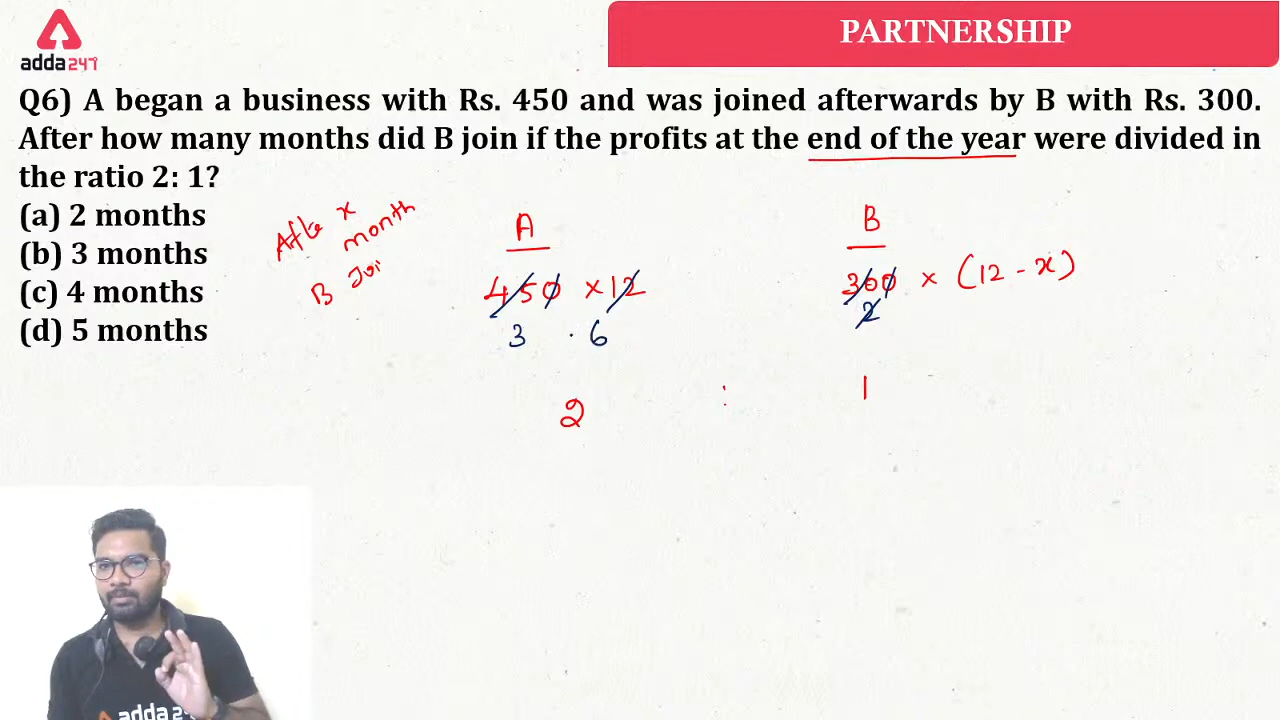 PARTNERSHIP
adda247
Q6) A began a business with Rs. 450 and was joined afterwards by B with Rs. 300.
After how many months did B join if the profits at the end of the year were divided in
the ratio 2: 1?
(a) 2 months
(b) 3 months
(c) 4 months
(d) 5 months
After x
month
B Joi
A
B
450 × 12
300 × (12 - x)
3 . 6
2
2 : 1
adda 24